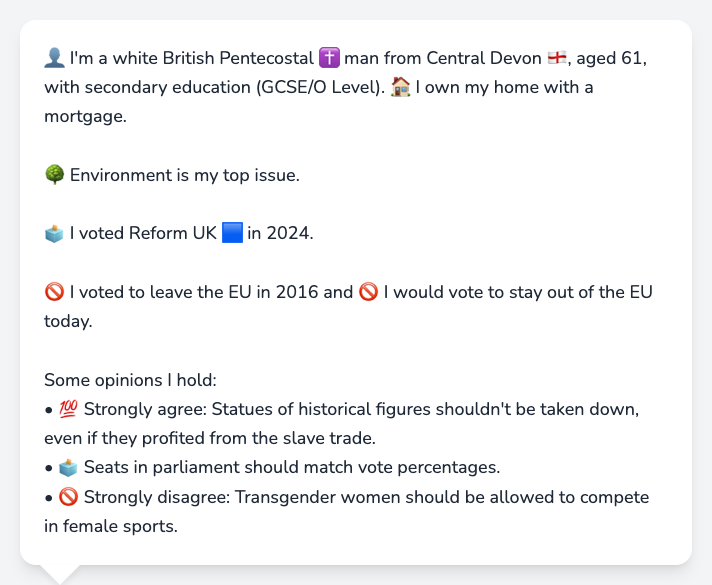 👤 I'm a white British Pentecostal ✝️ man from Central Devon 🏴󠁧󠁢󠁥󠁮󠁧󠁿, aged 61,
with secondary education (GCSE/O Level). 🏠 I own my home with a
mortgage.
🌳 Environment is my top issue.
🗳️ I voted Reform UK 🟦 in 2024.
🚫 I voted to leave the EU in 2016 and 🚫 I would vote to stay out of the EU
today.
Some opinions I hold:
• 💯 Strongly agree: Statues of historical figures shouldn't be taken down,
even if they profited from the slave trade.
• 🗳️ Seats in parliament should match vote percentages.
• 🚫 Strongly disagree: Transgender women should be allowed to compete
in female sports.